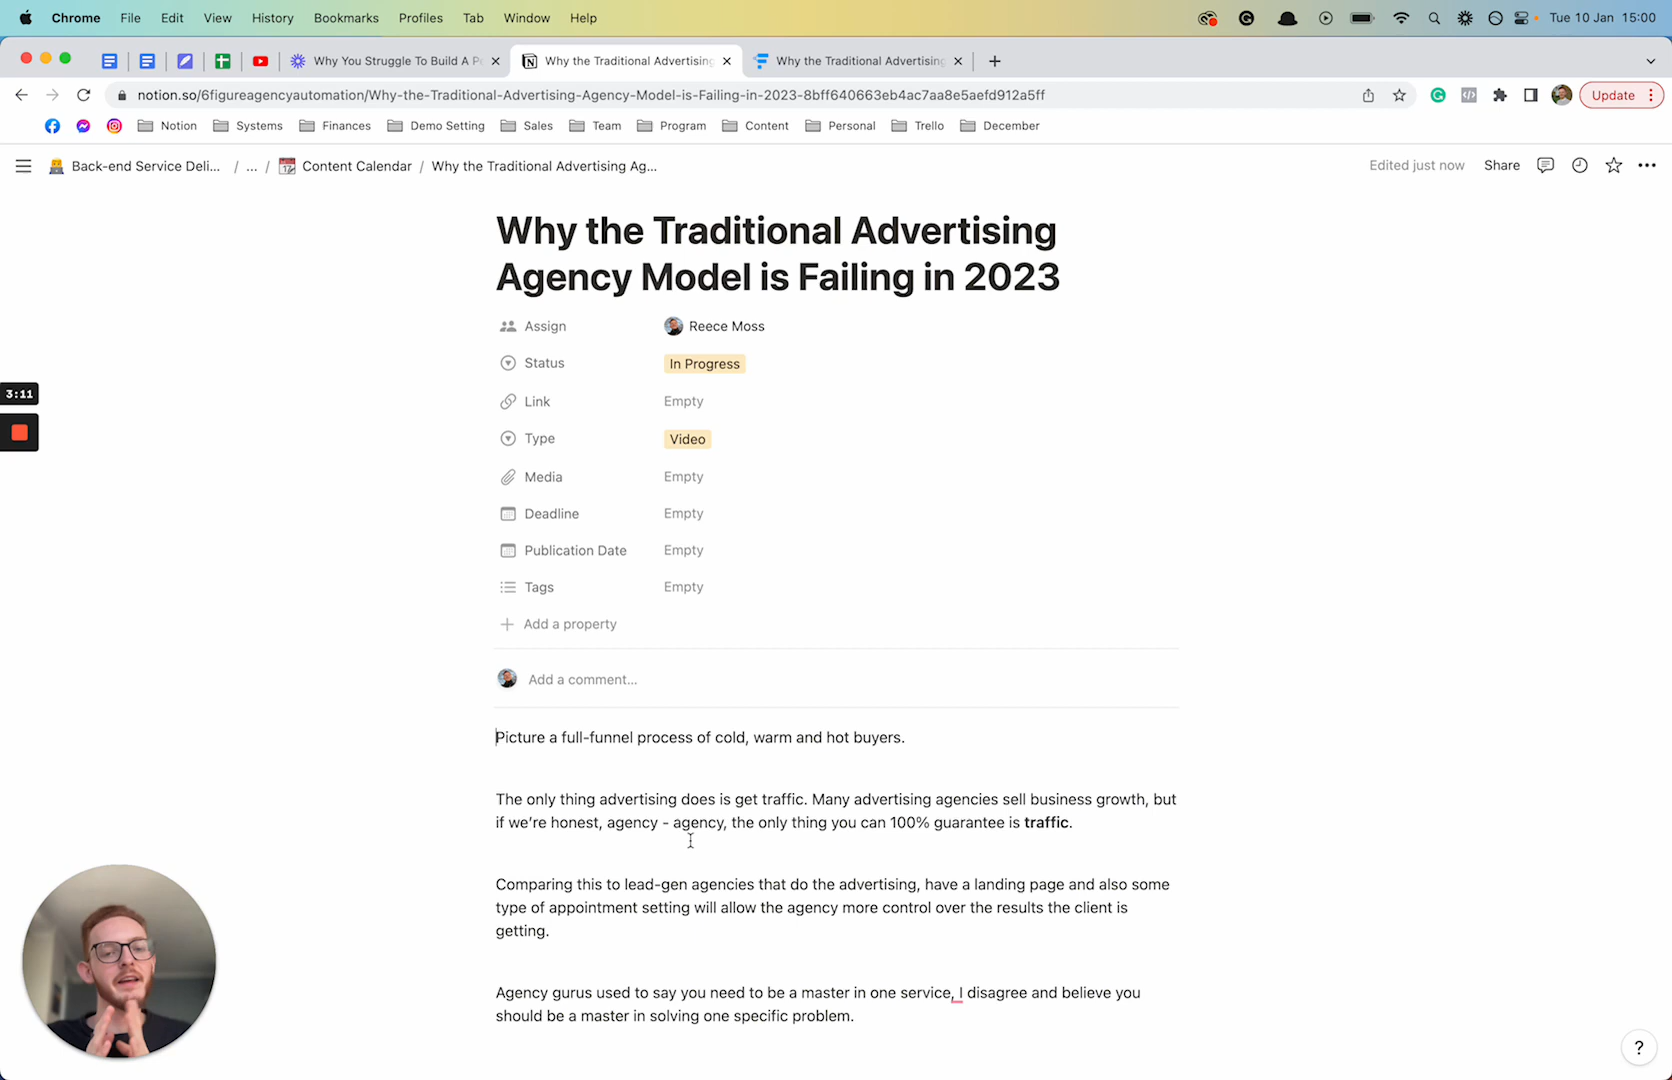 Chrome File Edit View History Bookmarks Profiles Tab Window Help Tue 10 Jan 15:00
Why You Struggle To Build A Po Why the Traditional Advertising Why the Traditional Advertising
notion.so/6figureagencyautomation/Why-the-Traditional-Advertising-Agency-Model-is-Failing-in-2023-8bff640663eb4ac7aa8e5aefd912a5ff Update
Notion Systems Finances Demo Setting Sales Team Program Content Personal Trello December
Back-end Service Deli... / ... / Content Calendar / Why the Traditional Advertising Ag... Edited just now Share
Why the Traditional Advertising
Agency Model is Failing in 2023
Assign Reece Moss
Status In Progress
3:11
Link Empty
Type Video
Media Empty
Deadline Empty
Publication Date Empty
Tags Empty
Add a property
Add a comment...
Picture a full-funnel process of cold, warm and hot buyers.
The only thing advertising does is get traffic. Many advertising agencies sell business growth, but
if we're honest, agency - agency, the only thing you can 100% guarantee is traffic.
Comparing this to lead-gen agencies that do the advertising, have a landing page and also some
type of appointment setting will allow the agency more control over the results the client is
getting.
Agency gurus used to say you need to be a master in one service, I disagree and believe you
should be a master in solving one specific problem.
?